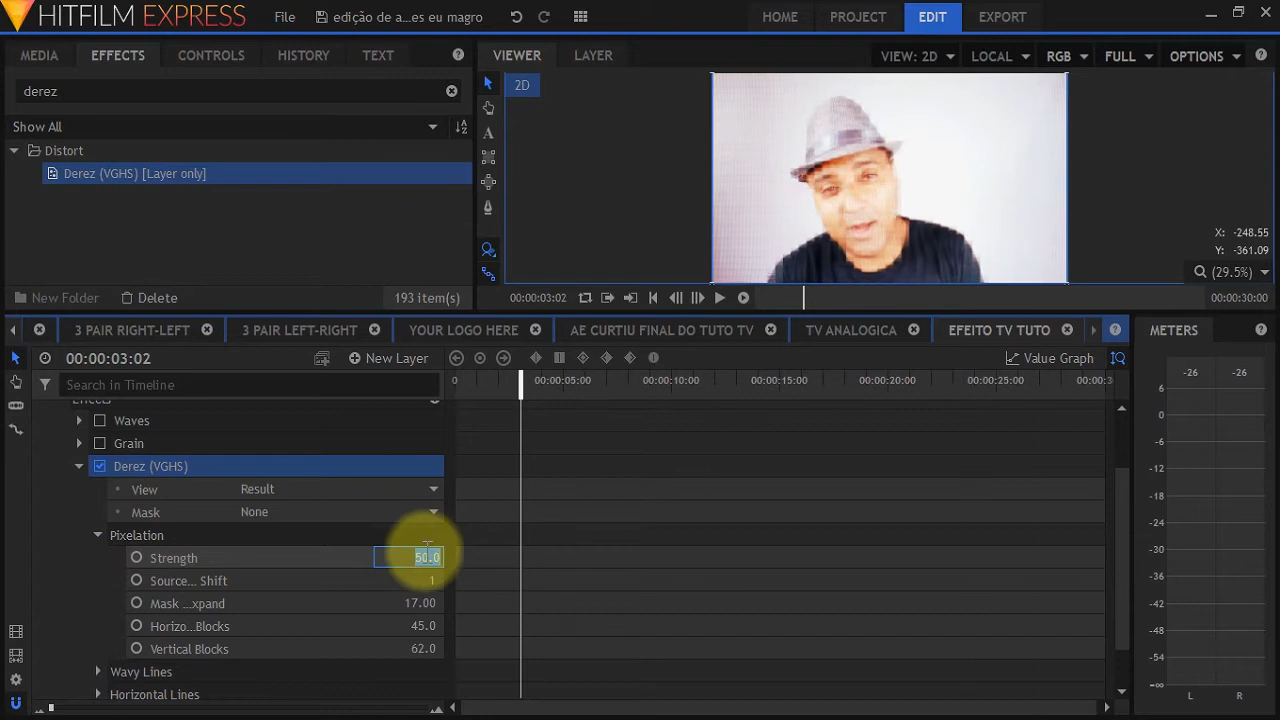 HITFILM EXPRESS
File
edição de a...es eu magro
HOME
PROJECT
EDIT
EXPORT
MEDIA
EFFECTS
CONTROLS
HISTORY
TEXT
VIEWER
LAYER
VIEW: 2D
LOCAL
RGB
FULL
OPTIONS
derez
2D
Show All
Distort
Derez (VGHS) [Layer only]
X: -248.55
Y: -361.09
(29.5%)
New Folder
Delete
193 item(s)
00:00:03:02
00:00:30:00
3 PAIR RIGHT-LEFT
3 PAIR LEFT-RIGHT
YOUR LOGO HERE
AE CURTIU FINAL DO TUTO TV
TV ANALOGICA
EFEITO TV TUTO
METERS
00:00:03:02
New Layer
Value Graph
Search in Timeline
0
00:00:05:00
00:00:10:00
00:00:15:00
00:00:20:00
00:00:25:00
00:00:3
-26 -26
Effects
Waves
Grain
Derez (VGHS)
View Result
Mask None
Pixelation
Strength 50.0
Source... Shift 1
Mask ...xpand 17.00
Horizo...Blocks 45.0
Vertical Blocks 62.0
Wavy Lines
Horizontal Lines
6
0
-6
-12
-18
-24
-30
-36
-42
-48
-54
-∞
L R